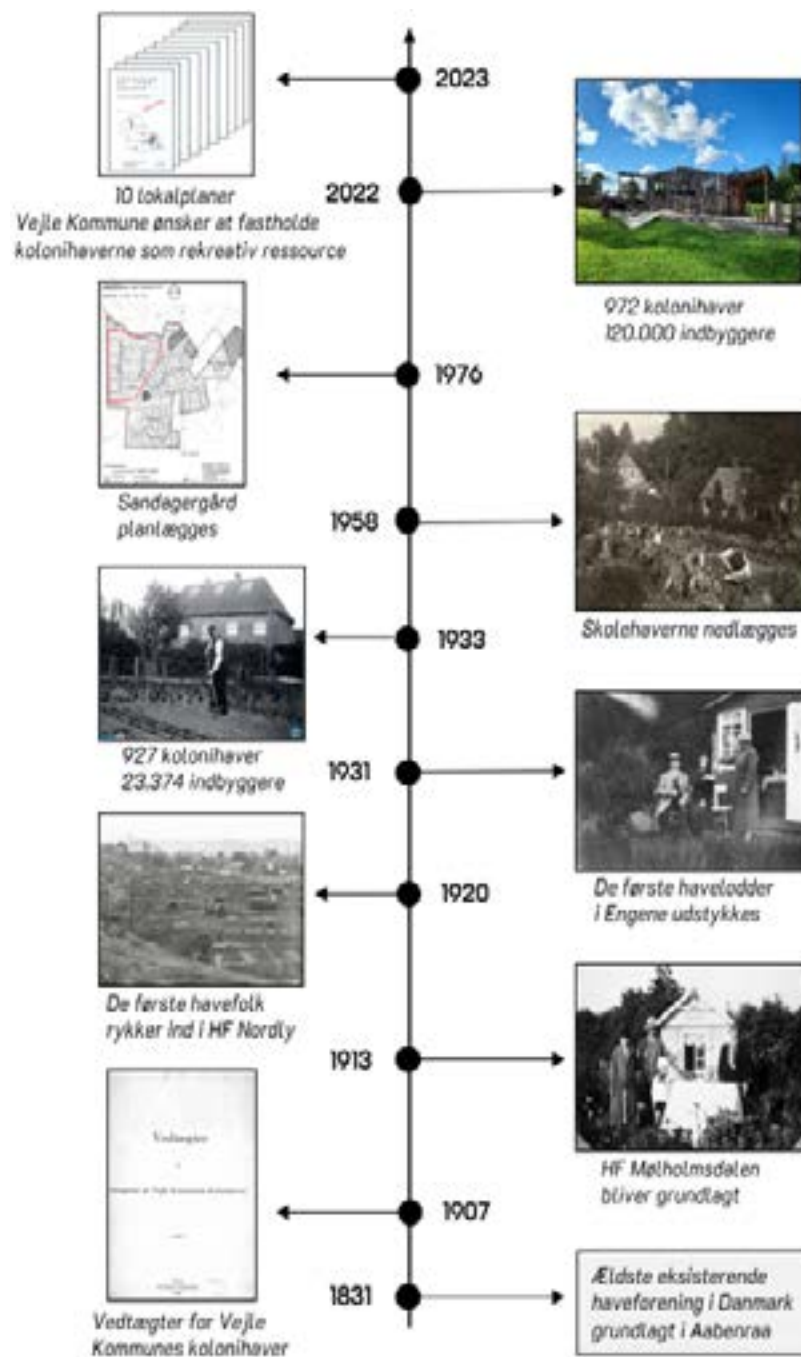 2023
10 lokalplaner
Vejle Kommune ønsker at fastholde
kolonihaverne som rekreativ ressource
2022
972 kolonihaver
120.000 indbyggere
1976
Sandagergård
planlægges
1958
Skolehaverne nedlægges
1933
927 kolonihaver
23.374 indbyggere
1931
De første havelodder
i Engene udstykkes
1920
De første havefolk
rykker ind i HF Nordly
1913
HF Mølholmsdalen
bliver grundlagt
1907
Vedtægter
Vedtægter for Vejle
Kommunes kolonihaver
1831
Ældste eksisterende
haveforening i Danmark
grundlagt i Aabenraa